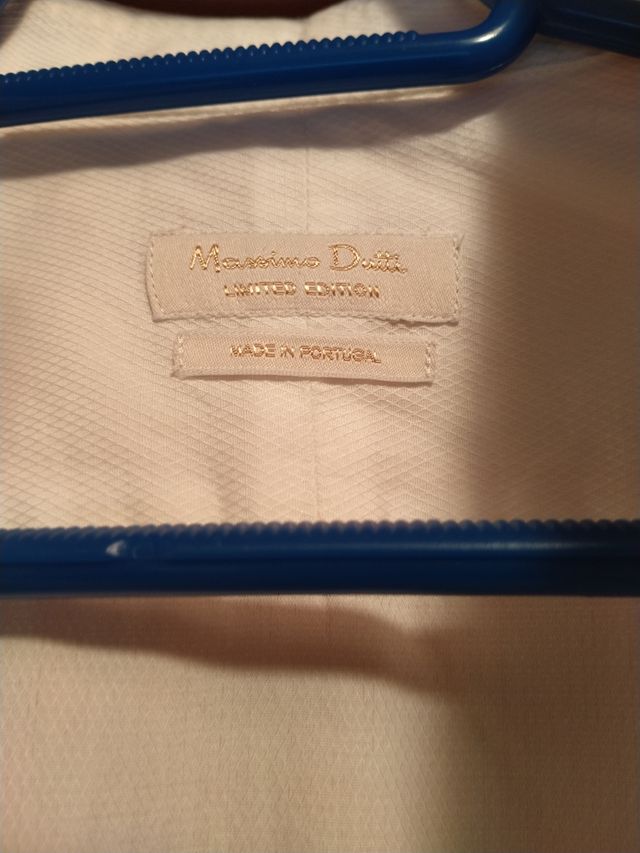 Massimo Dutti
LIMITED EDITION
MADE IN PORTUGAL